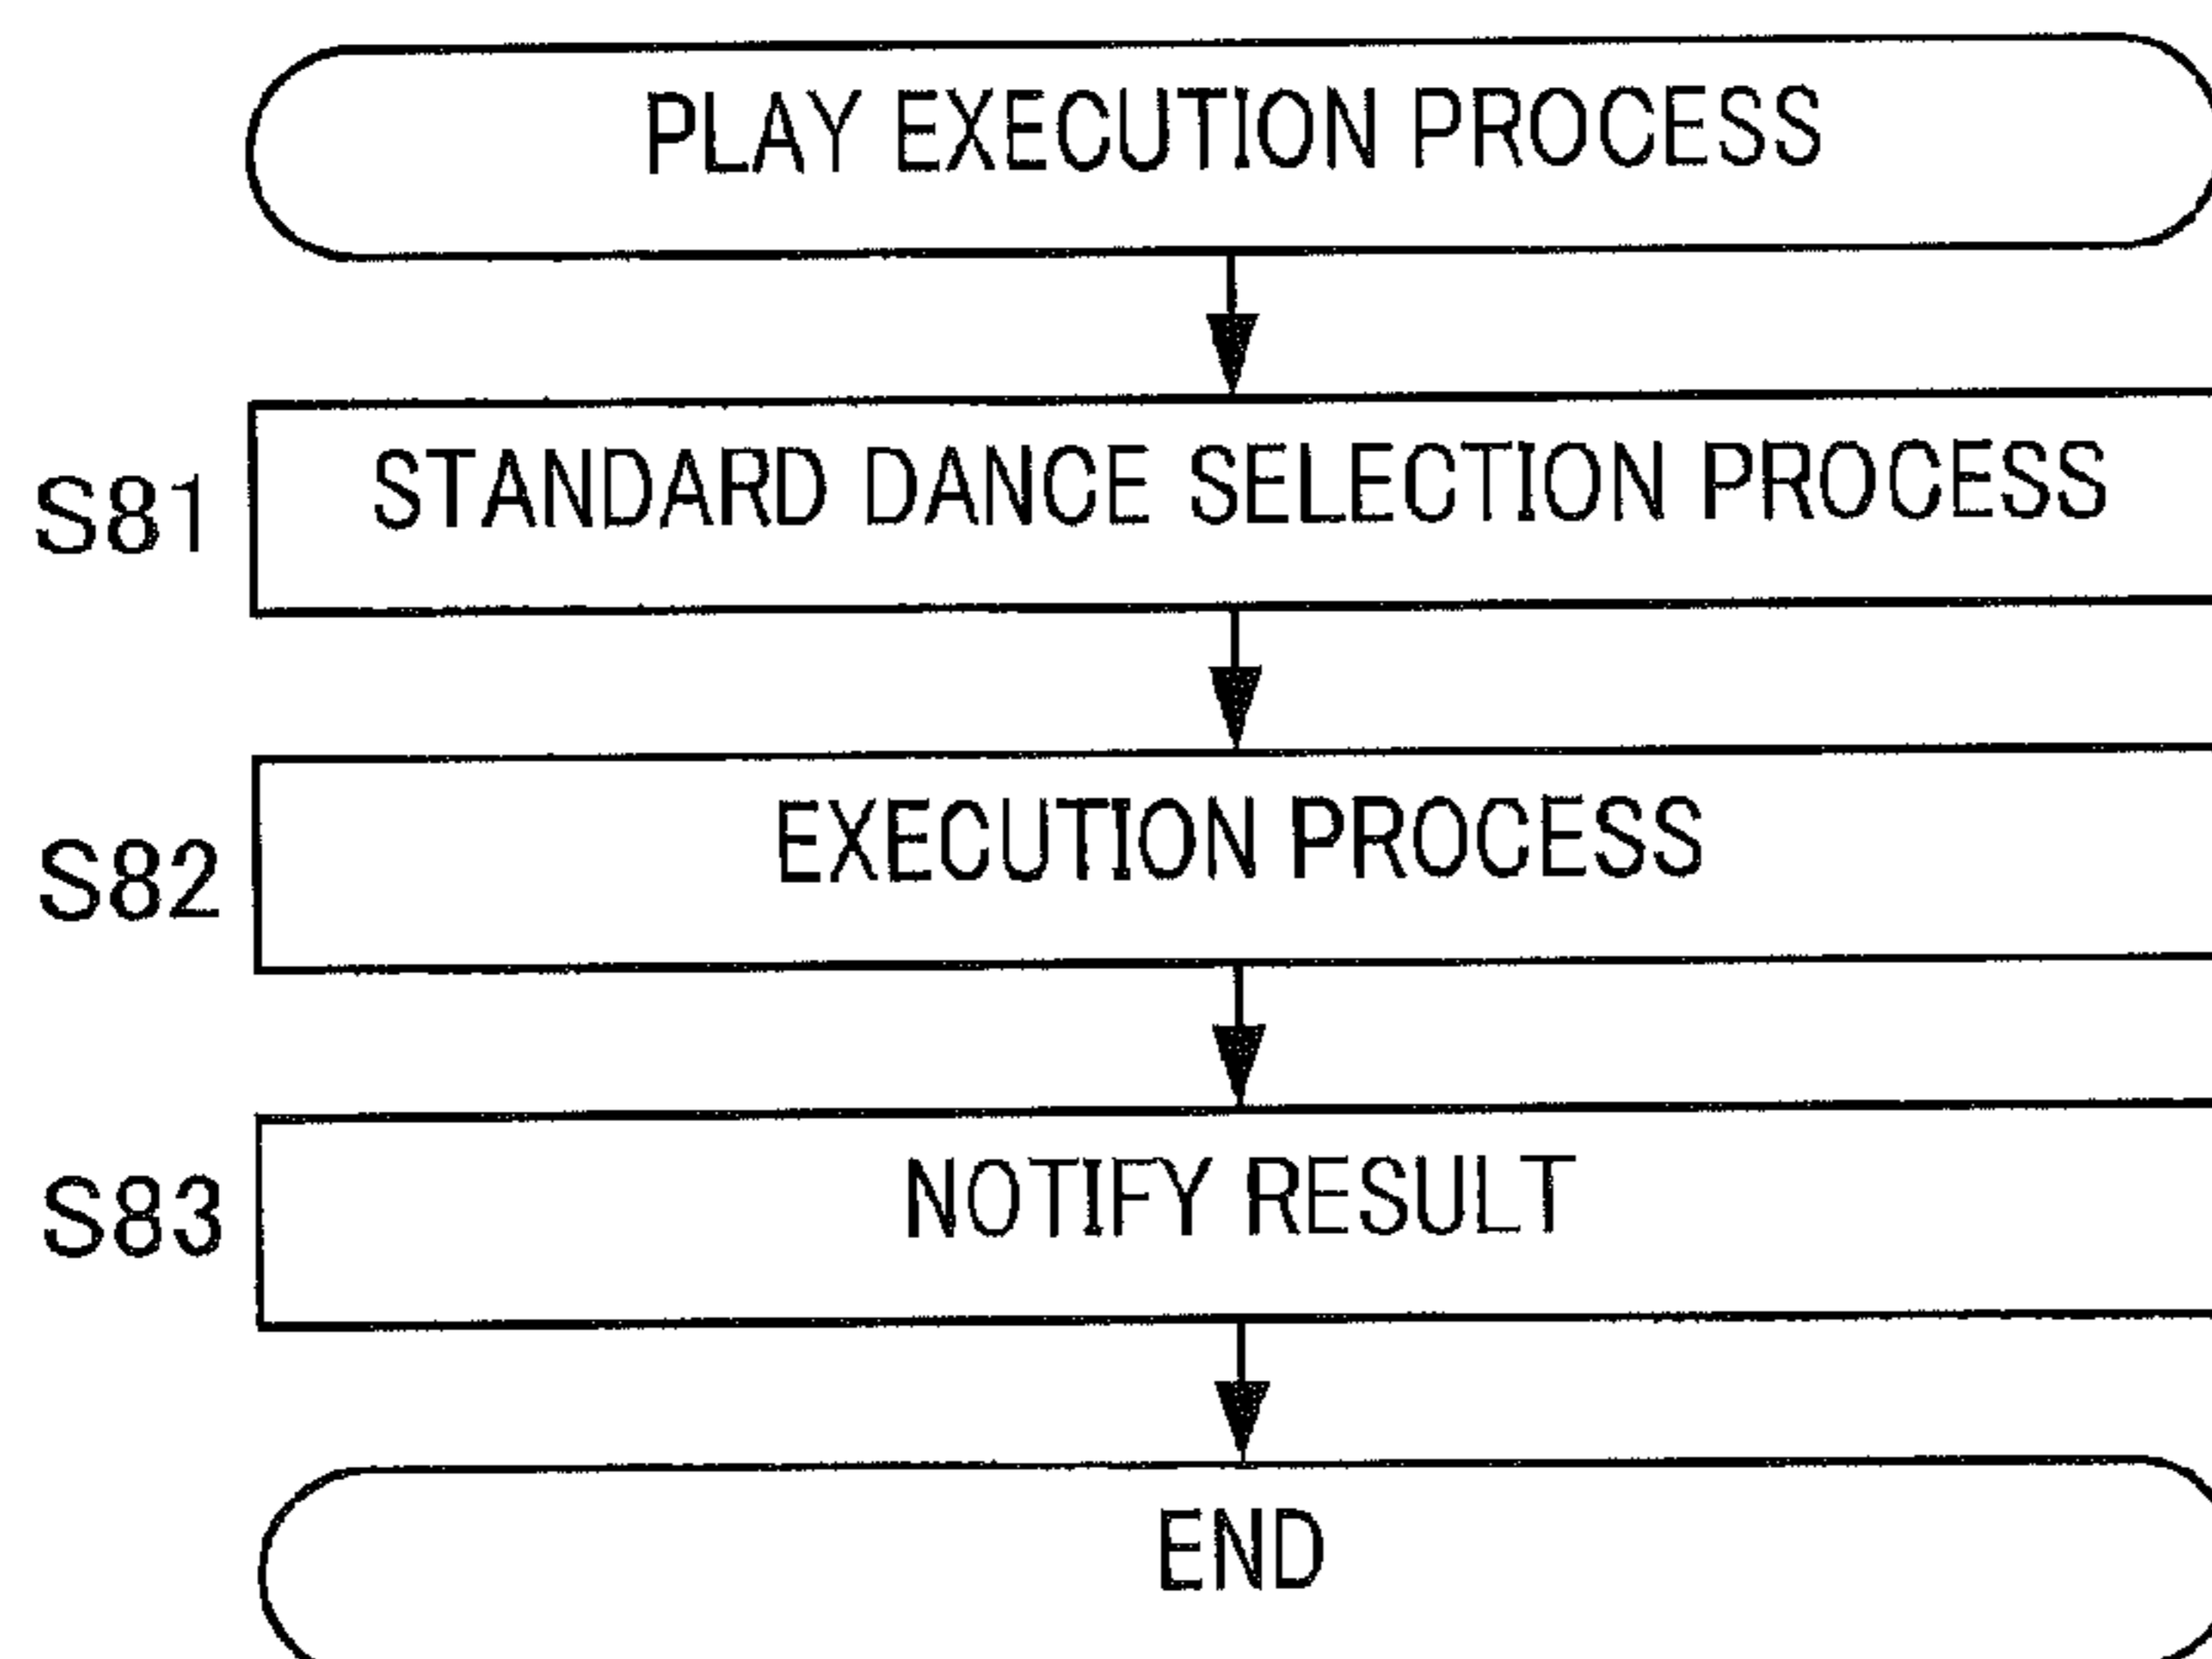 PLAY EXECUTION PROCESS
S81 STANDARD DANCE SELECTION PROCESS
S82 EXECUTION PROCESS
S83 NOTIFY RESULT
END